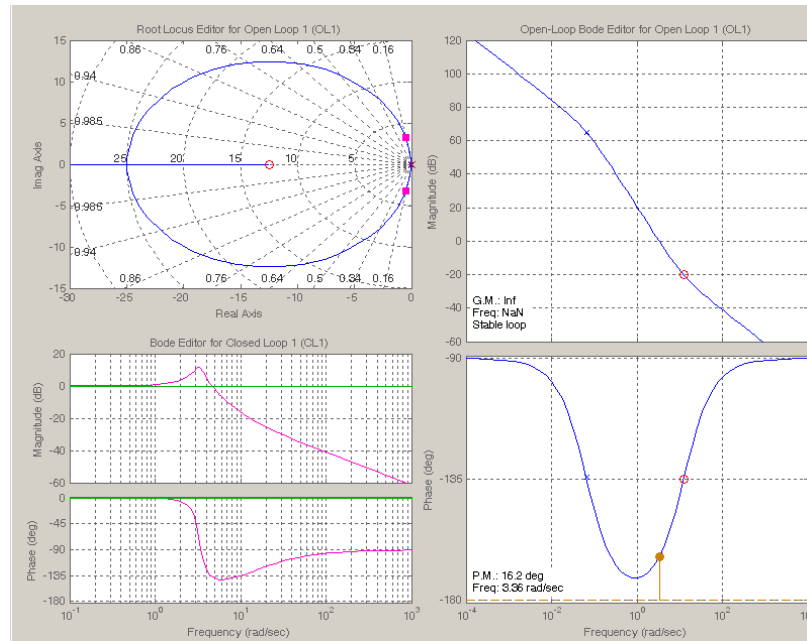 Root Locus Editor for Open Loop 1 (OL1)
15
10
5
0
-5
-10
-15
Imag Axis
0.86 0.76 0.64 0.5 0.34 0.16
0.94
0.985
25 20 15 10 5
0.985
0.94
0.86 0.76 0.64 0.5 0.34 0.16
-30 -25 -20 -15 -10 -5 0
Real Axis
Bode Editor for Closed Loop 1 (OL1)
20
0
-20
-40
-60
Magnitude (dB)
0
-45
-90
-135
-180
Phase (deg)
10^-1 10^0 10^1 10^2 10^3
Frequency (rad/sec)
Open-Loop Bode Editor for Open Loop 1 (OL1)
120
100
80
60
40
20
0
-20
-40
-60
Magnitude (dB)
G.M.: Inf
Freq: NaN
Stable loop
-90
-135
-180
Phase (deg)
P.M.: 16.2 deg
Freq: 3.36 rad/sec
10^-4 10^-2 10^0 10^2
Frequency (rad/sec)